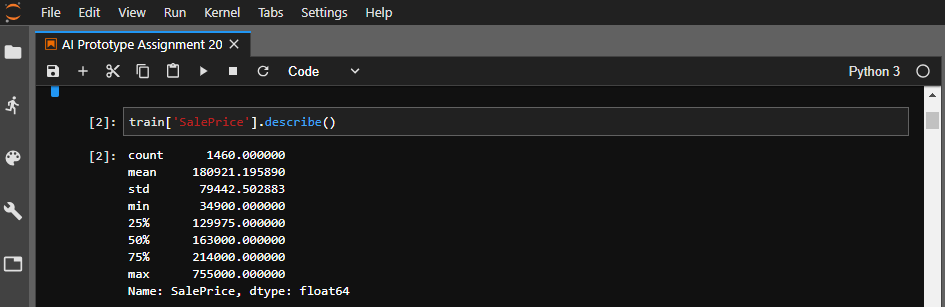 File Edit View Run Kernel Tabs Settings Help
AI Prototype Assignment 20
Code
Python 3
[2]: train['SalePrice'].describe()
[2]: count 1460.000000
mean 180921.195890
std 79442.502883
min 34900.000000
25% 129975.000000
50% 163000.000000
75% 214000.000000
max 755000.000000
Name: SalePrice, dtype: float64